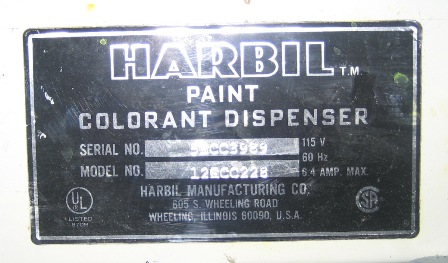 HARBIL T.M.
PAINT
COLORANT DISPENSER
SERIAL NO. 115 V
60 Hz
MODEL NO. 126CC228 6.4 AMP. MAX.
HARBIL MANUFACTURING CO.
605 S. WHEELING ROAD
WHEELING, ILLINOIS 60090, U.S.A.
UL
LISTED